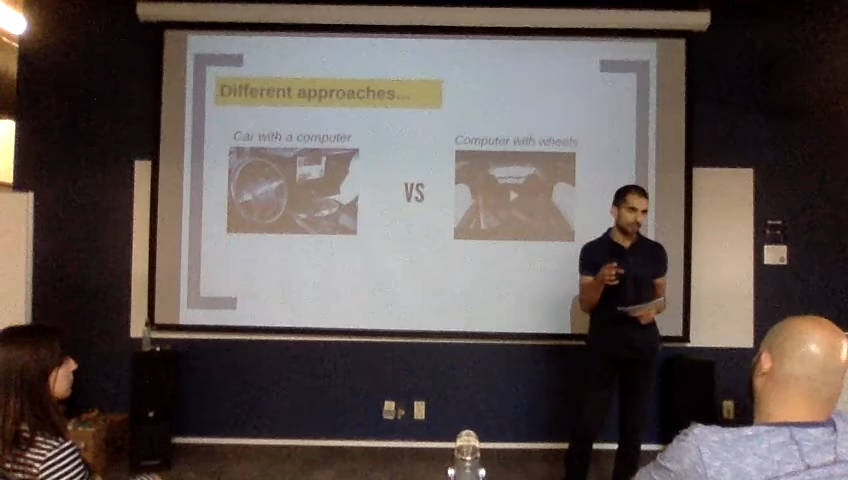 Different approaches...
Car with a computer
Computer with wheels
VS